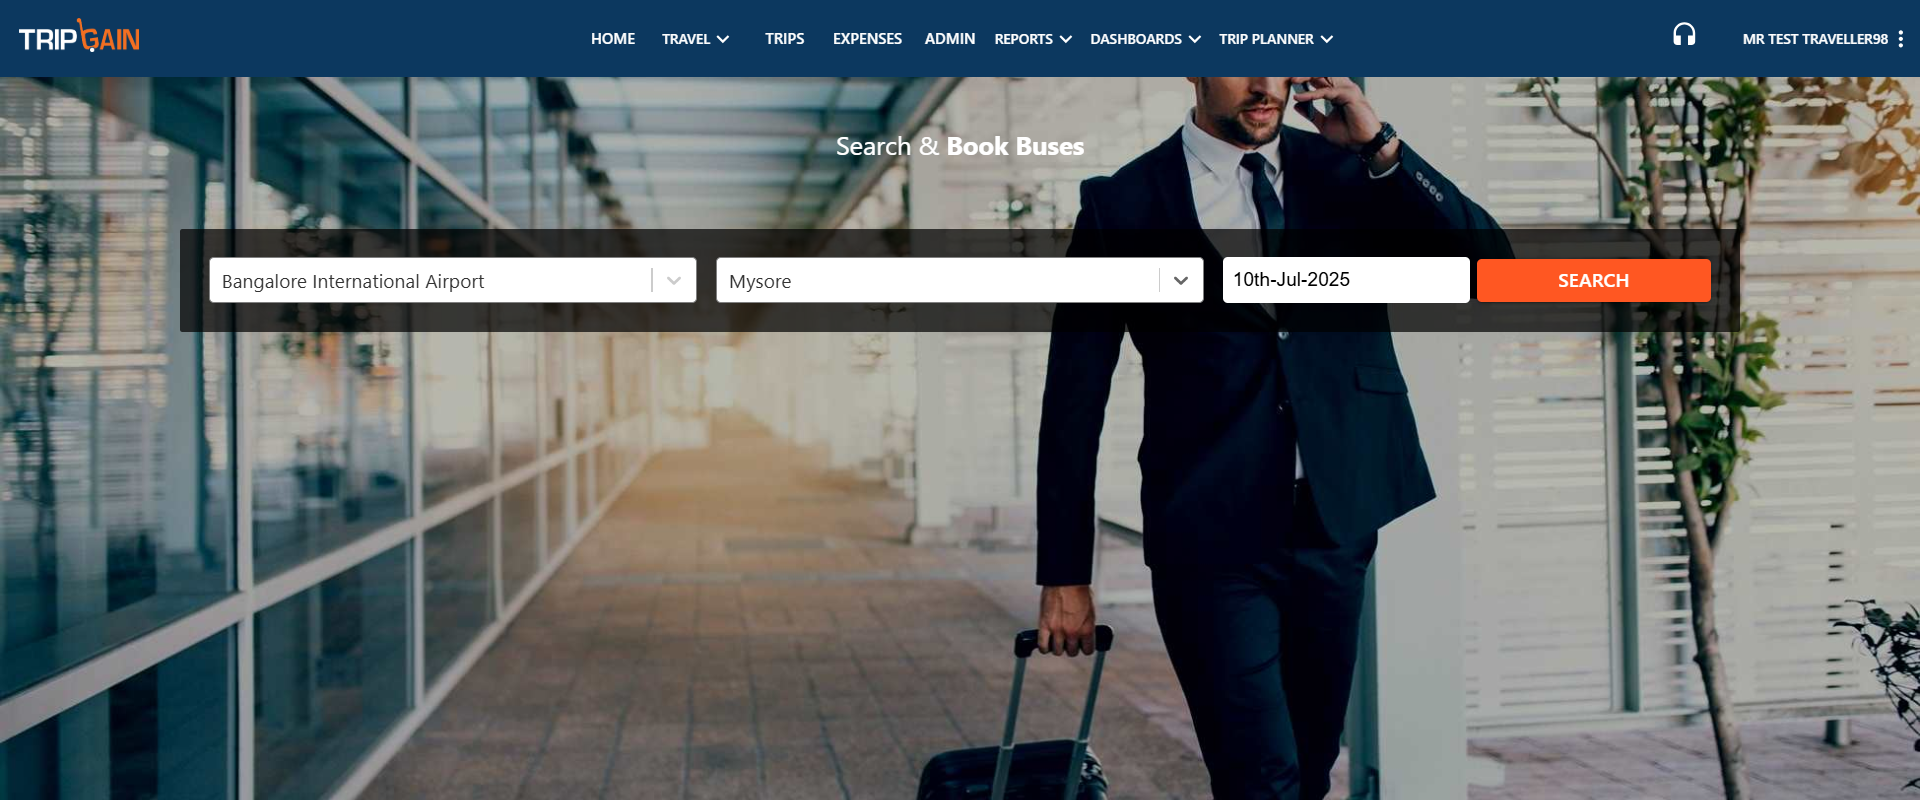 TRIPGAIN
HOME TRAVEL TRIPS EXPENSES ADMIN REPORTS DASHBOARDS TRIP PLANNER MR TEST TRAVELLER98
Search & Book Buses
Bangalore International Airport Mysore 10th-Jul-2025 SEARCH